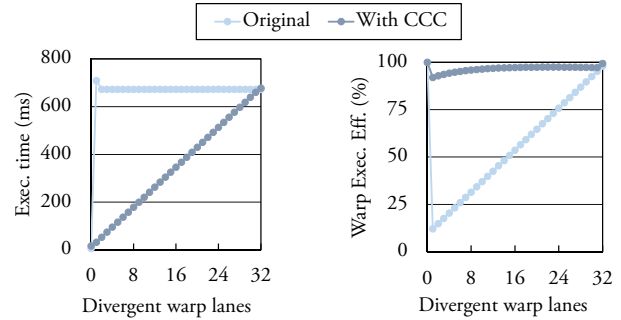 Original With CCC
Exec. time (ms)
800
600
400
200
0
0 8 16 24 32
Divergent warp lanes
Warp Exec. Eff. (%)
100
75
50
25
0
0 8 16 24 32
Divergent warp lanes